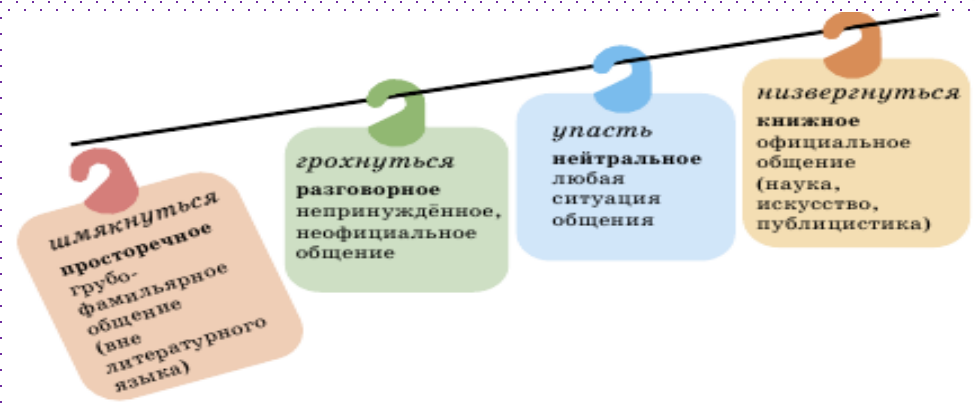 шмякнуться
просторечное
грубо-
фамильярное
общение
(вне
литературного
языка)
грохнуться
разговорное
непринуждённое,
неофициальное
общение
упасть
нейтральное
любая
ситуация
общения
низвергнуться
книжное
официальное
общение
(наука,
искусство,
публицистика)